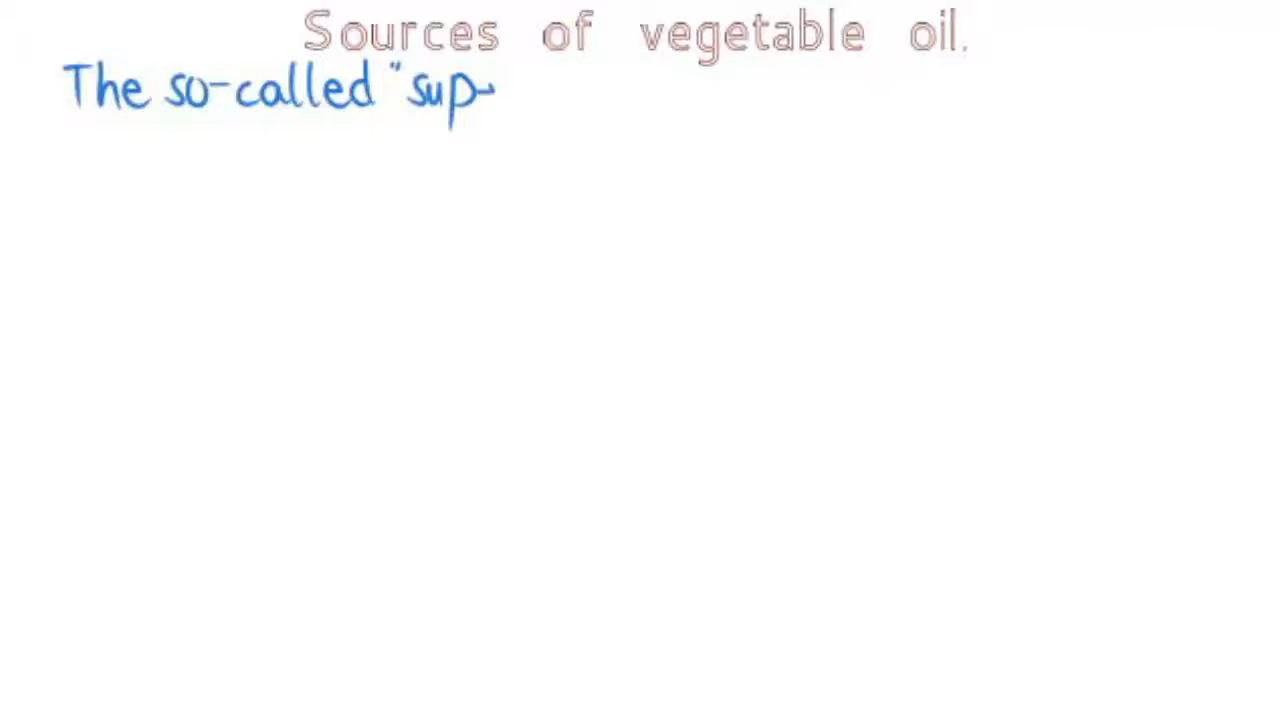 Sources of vegetable oil.
The so-called "sup